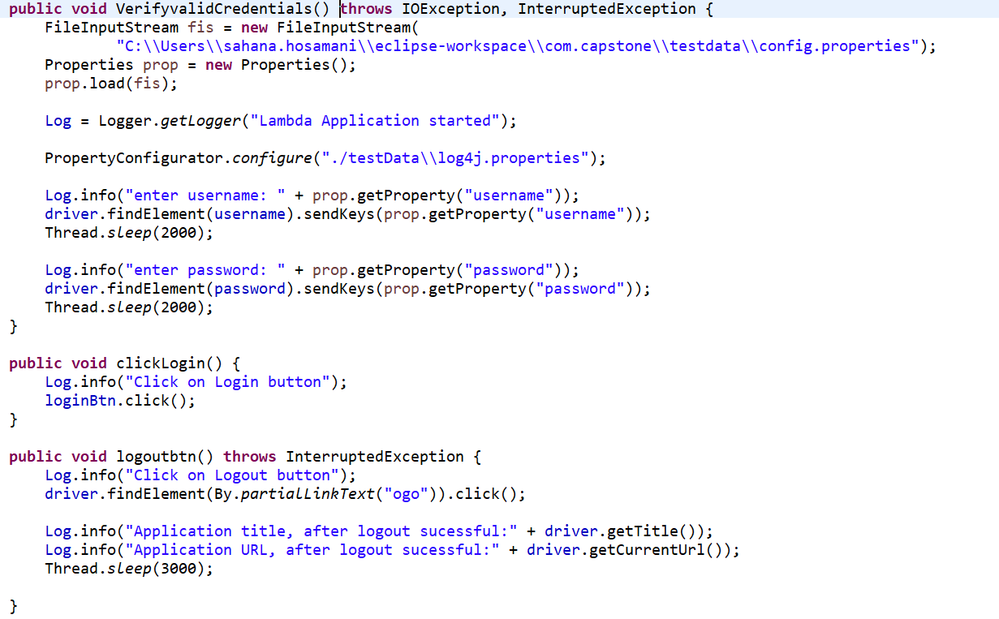 public void VerifyvalidCredentials() throws IOException, InterruptedException {
    FileInputStream fis = new FileInputStream(
            "C:\\Users\\sahana.hosamani\\eclipse-workspace\\com.capstone\\testdata\\config.properties");
    Properties prop = new Properties();
    prop.load(fis);

    Log = Logger.getLogger("Lambda Application started");

    PropertyConfigurator.configure("./testData\\log4j.properties");

    Log.info("enter username: " + prop.getProperty("username"));
    driver.findElement(username).sendKeys(prop.getProperty("username"));
    Thread.sleep(2000);

    Log.info("enter password: " + prop.getProperty("password"));
    driver.findElement(password).sendKeys(prop.getProperty("password"));
    Thread.sleep(2000);
}

public void clickLogin() {
    Log.info("Click on Login button");
    loginBtn.click();
}

public void logoutbtn() throws InterruptedException {
    Log.info("Click on Logout button");
    driver.findElement(By.partialLinkText("ogo")).click();

    Log.info("Application title, after logout sucessful:" + driver.getTitle());
    Log.info("Application URL, after logout sucessful:" + driver.getCurrentUrl());
    Thread.sleep(3000);

}